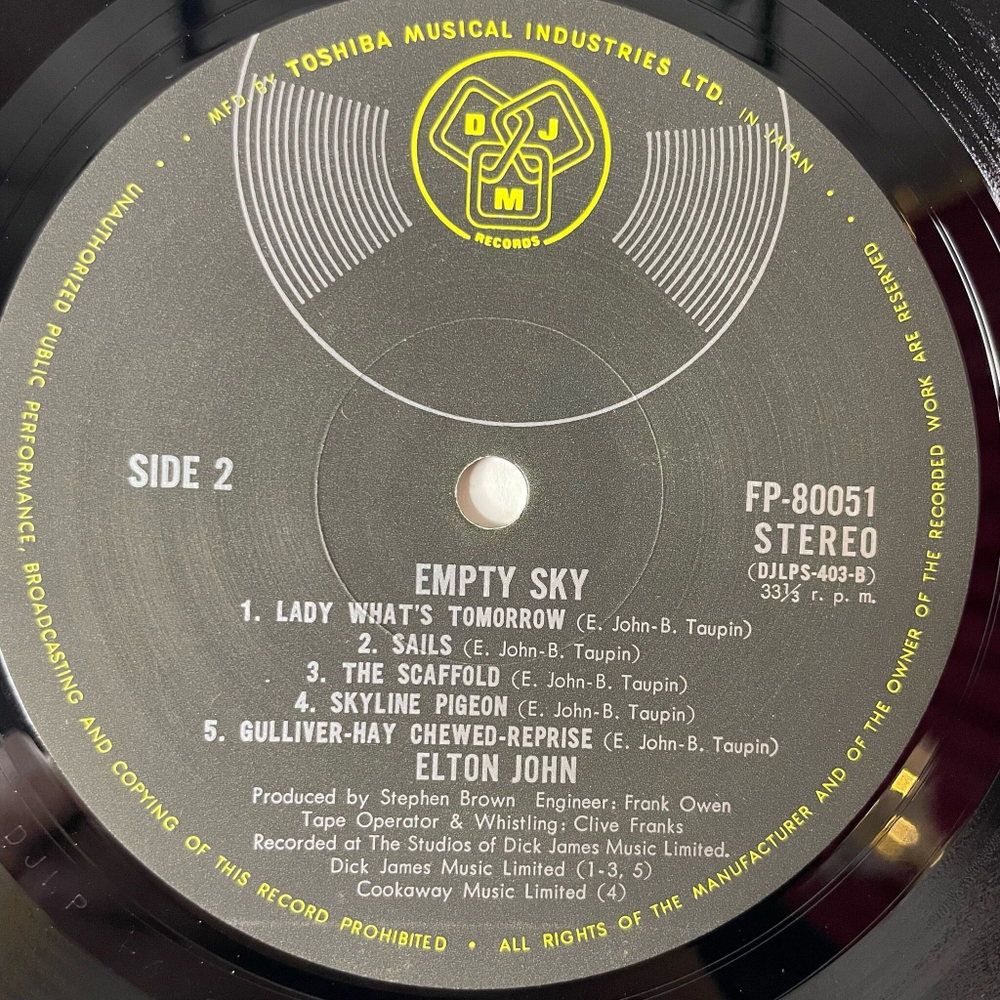 MFD BY TOSHIBA MUSICAL INDUSTRIES LTD. IN JAPAN
D J
M
RECORDS
SIDE 2
FP-80051
STEREO
(DJLPS-403-B)
33⅓ r. p. m.
EMPTY SKY
1. LADY WHAT'S TOMORROW (E. John-B. Taupin)
2. SAILS (E. John-B. Taupin)
3. THE SCAFFOLD (E. John-B. Taupin)
4. SKYLINE PIGEON (E. John-B. Taupin)
5. GULLIVER-HAY CHEWED-REPRISE (E. John-B. Taupin)
ELTON JOHN
Produced by Stephen Brown Engineer: Frank Owen
Tape Operator & Whistling: Clive Franks
Recorded at The Studios of Dick James Music Limited.
Dick James Music Limited (1-3, 5)
Cookaway Music Limited (4)
UNAUTHORIZED PUBLIC PERFORMANCE, BROADCASTING AND COPYING OF THIS RECORD PROHIBITED • ALL RIGHTS OF THE MANUFACTURER AND OF THE OWNER OF THE RECORDED WORK ARE RESERVED